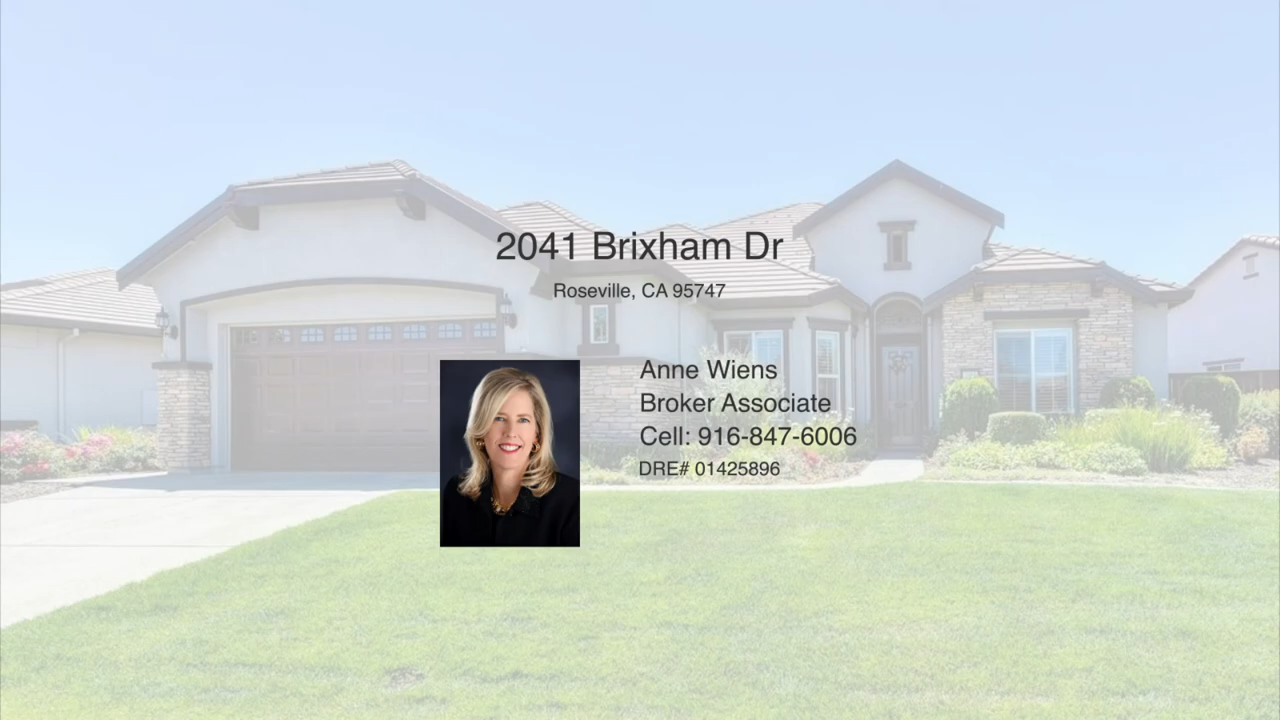 2041 Brixham Dr
Roseville, CA 95747
Anne Wiens
Broker Associate
Cell: 916-847-6006
DRE# 01425896